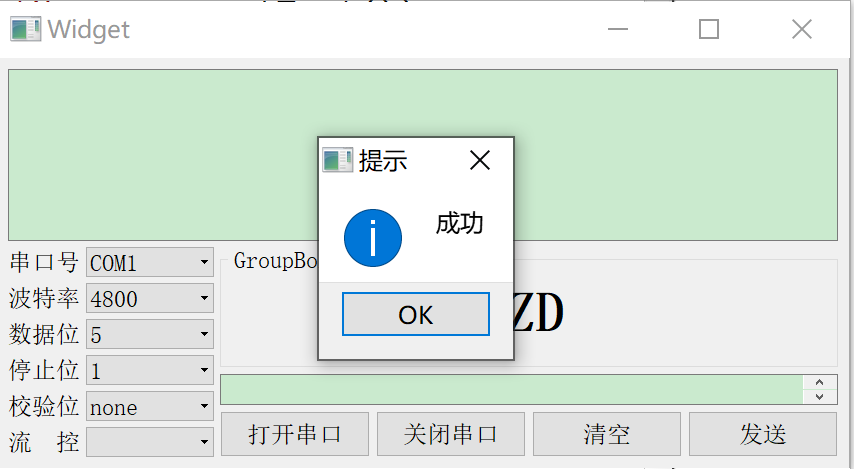 Widget
提示
成功
OK
串口号 COM1
波特率 4800
数据位 5
停止位 1
校验位 none
流 控
GroupBo
ZD
打开串口 关闭串口 清空 发送